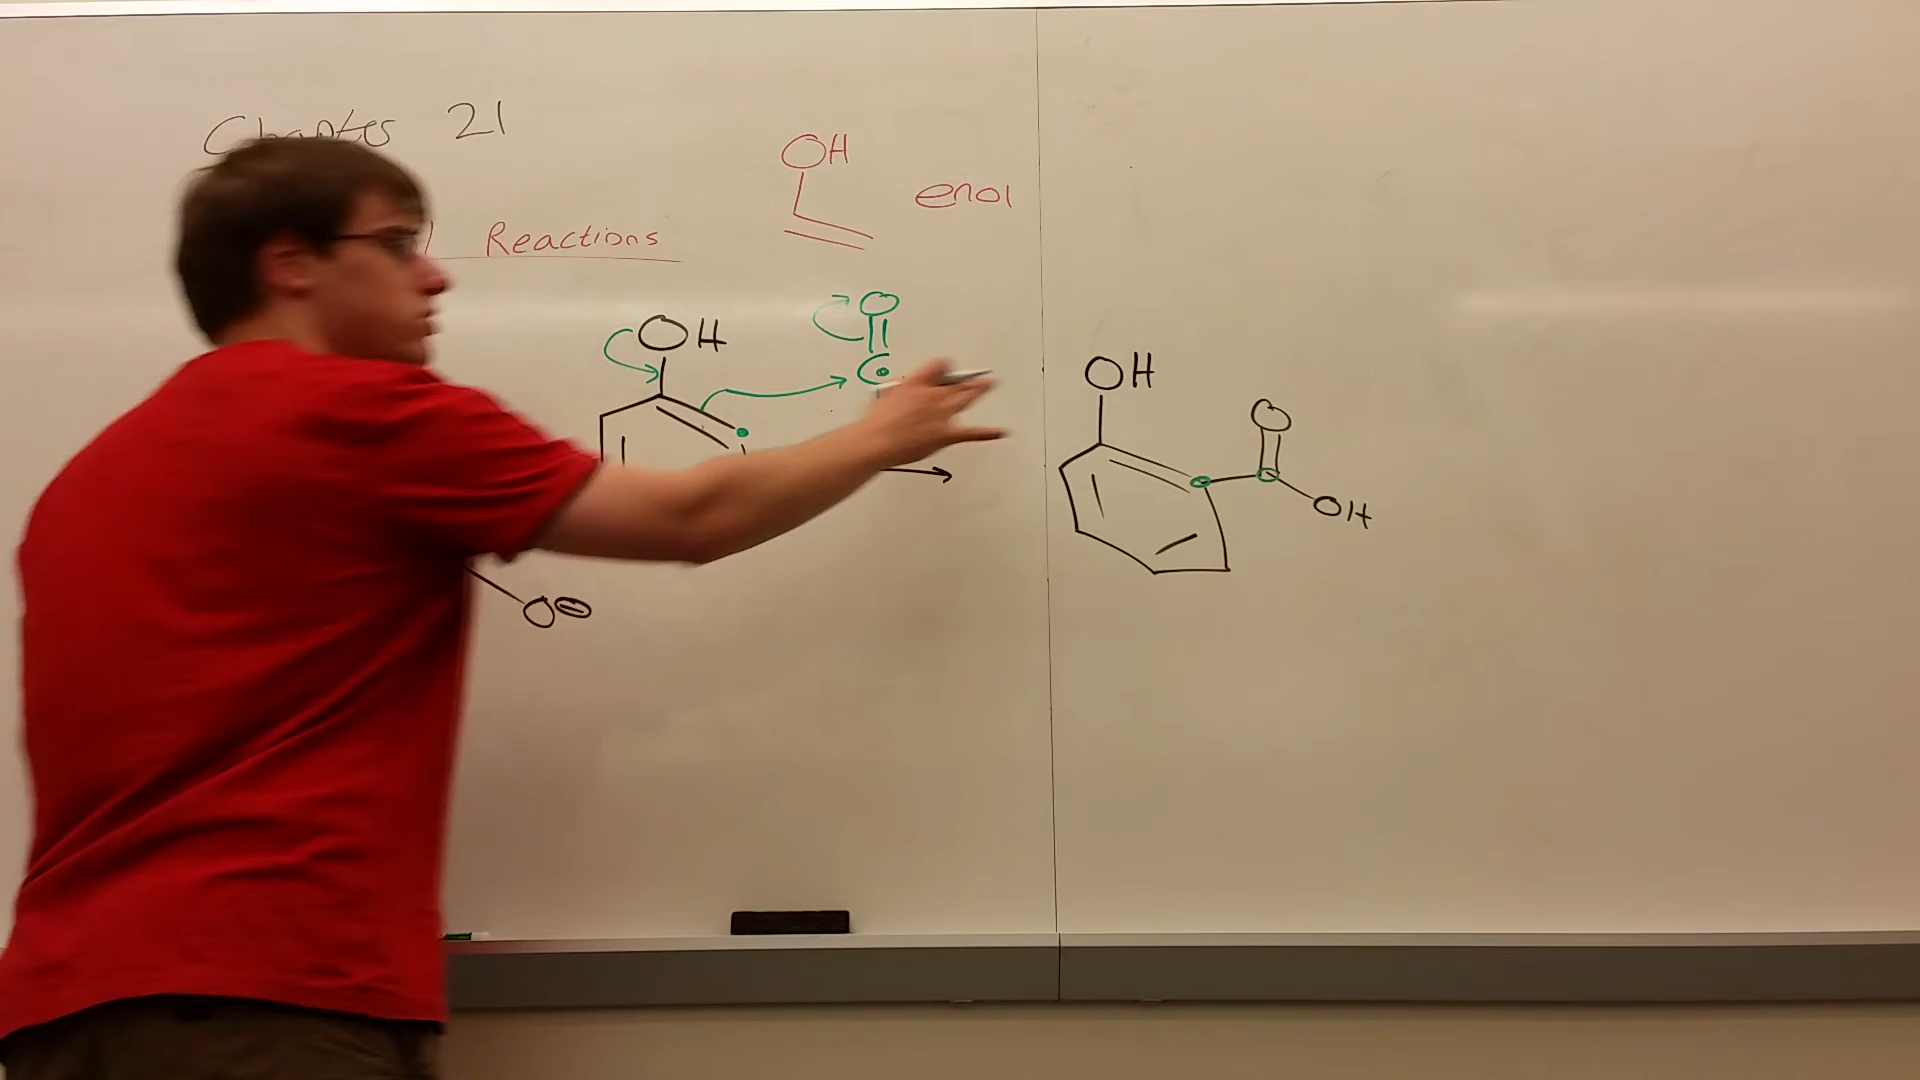 Chapter 21
Reactions
OH
enol
O
C
OH
OH
O
OH
O⊖